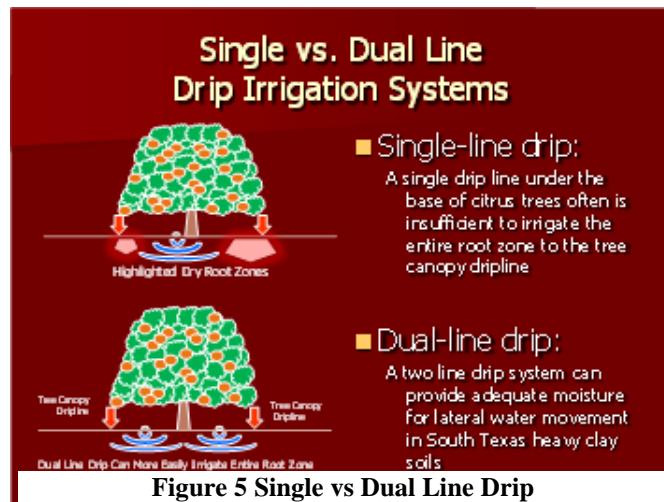 Single vs. Dual Line
Drip Irrigation Systems
Single-line drip:
A single drip line under the
base of citrus trees often is
insufficient to irrigate the
entire root zone to the tree
canopy dripline
Highlighted Dry Root Zones
Dual-line drip:
A two line drip system can
provide adequate moisture
for lateral water movement
in South Texas heavy clay
soils
Tree Canopy
Dripline
Tree Canopy
Dripline
Dual Line Drip Can More Easily Irrigate Entire Root Zone
Figure 5 Single vs Dual Line Drip